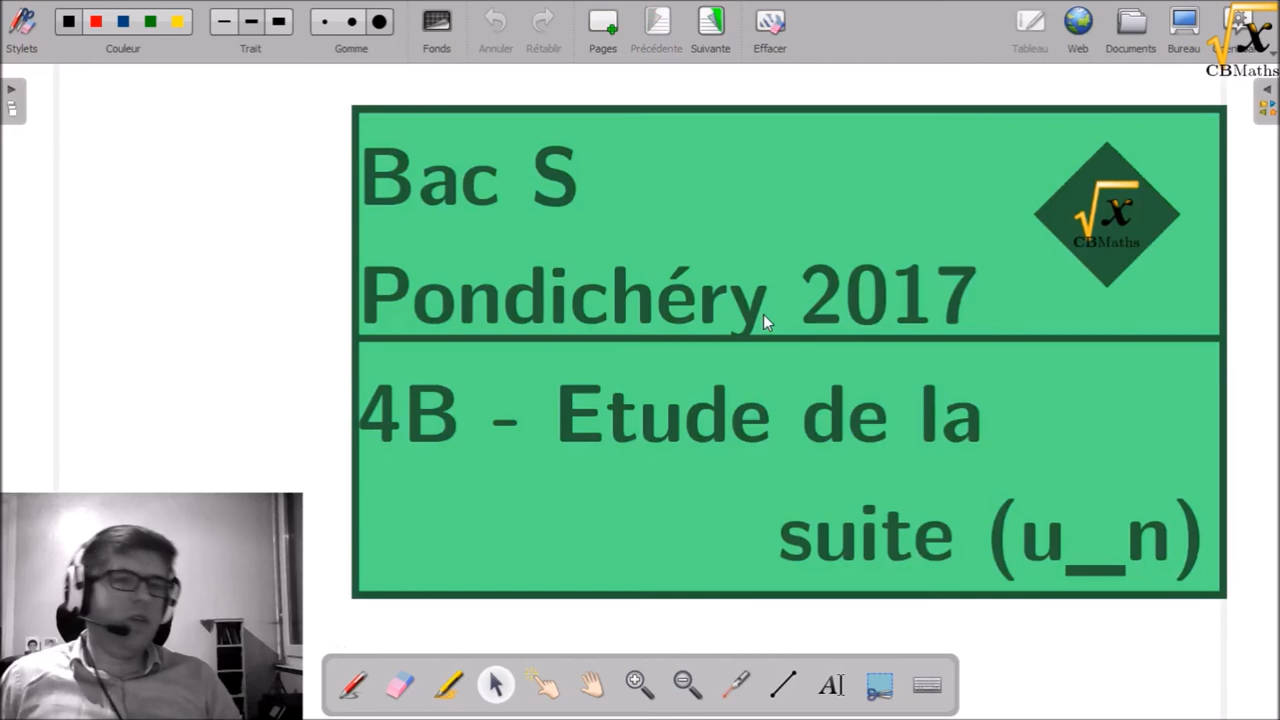 Stylets
Couleur
Trait
Gomme
Fonds
Annuler
Rétablir
Pages
Précédente
Suivante
Effacer
Tableau
Web
Documents
Bureau
√x
CBMaths
Bac S
Pondichéry 2017
√x
CBMaths
4B - Etude de la
suite (u_n)
AI